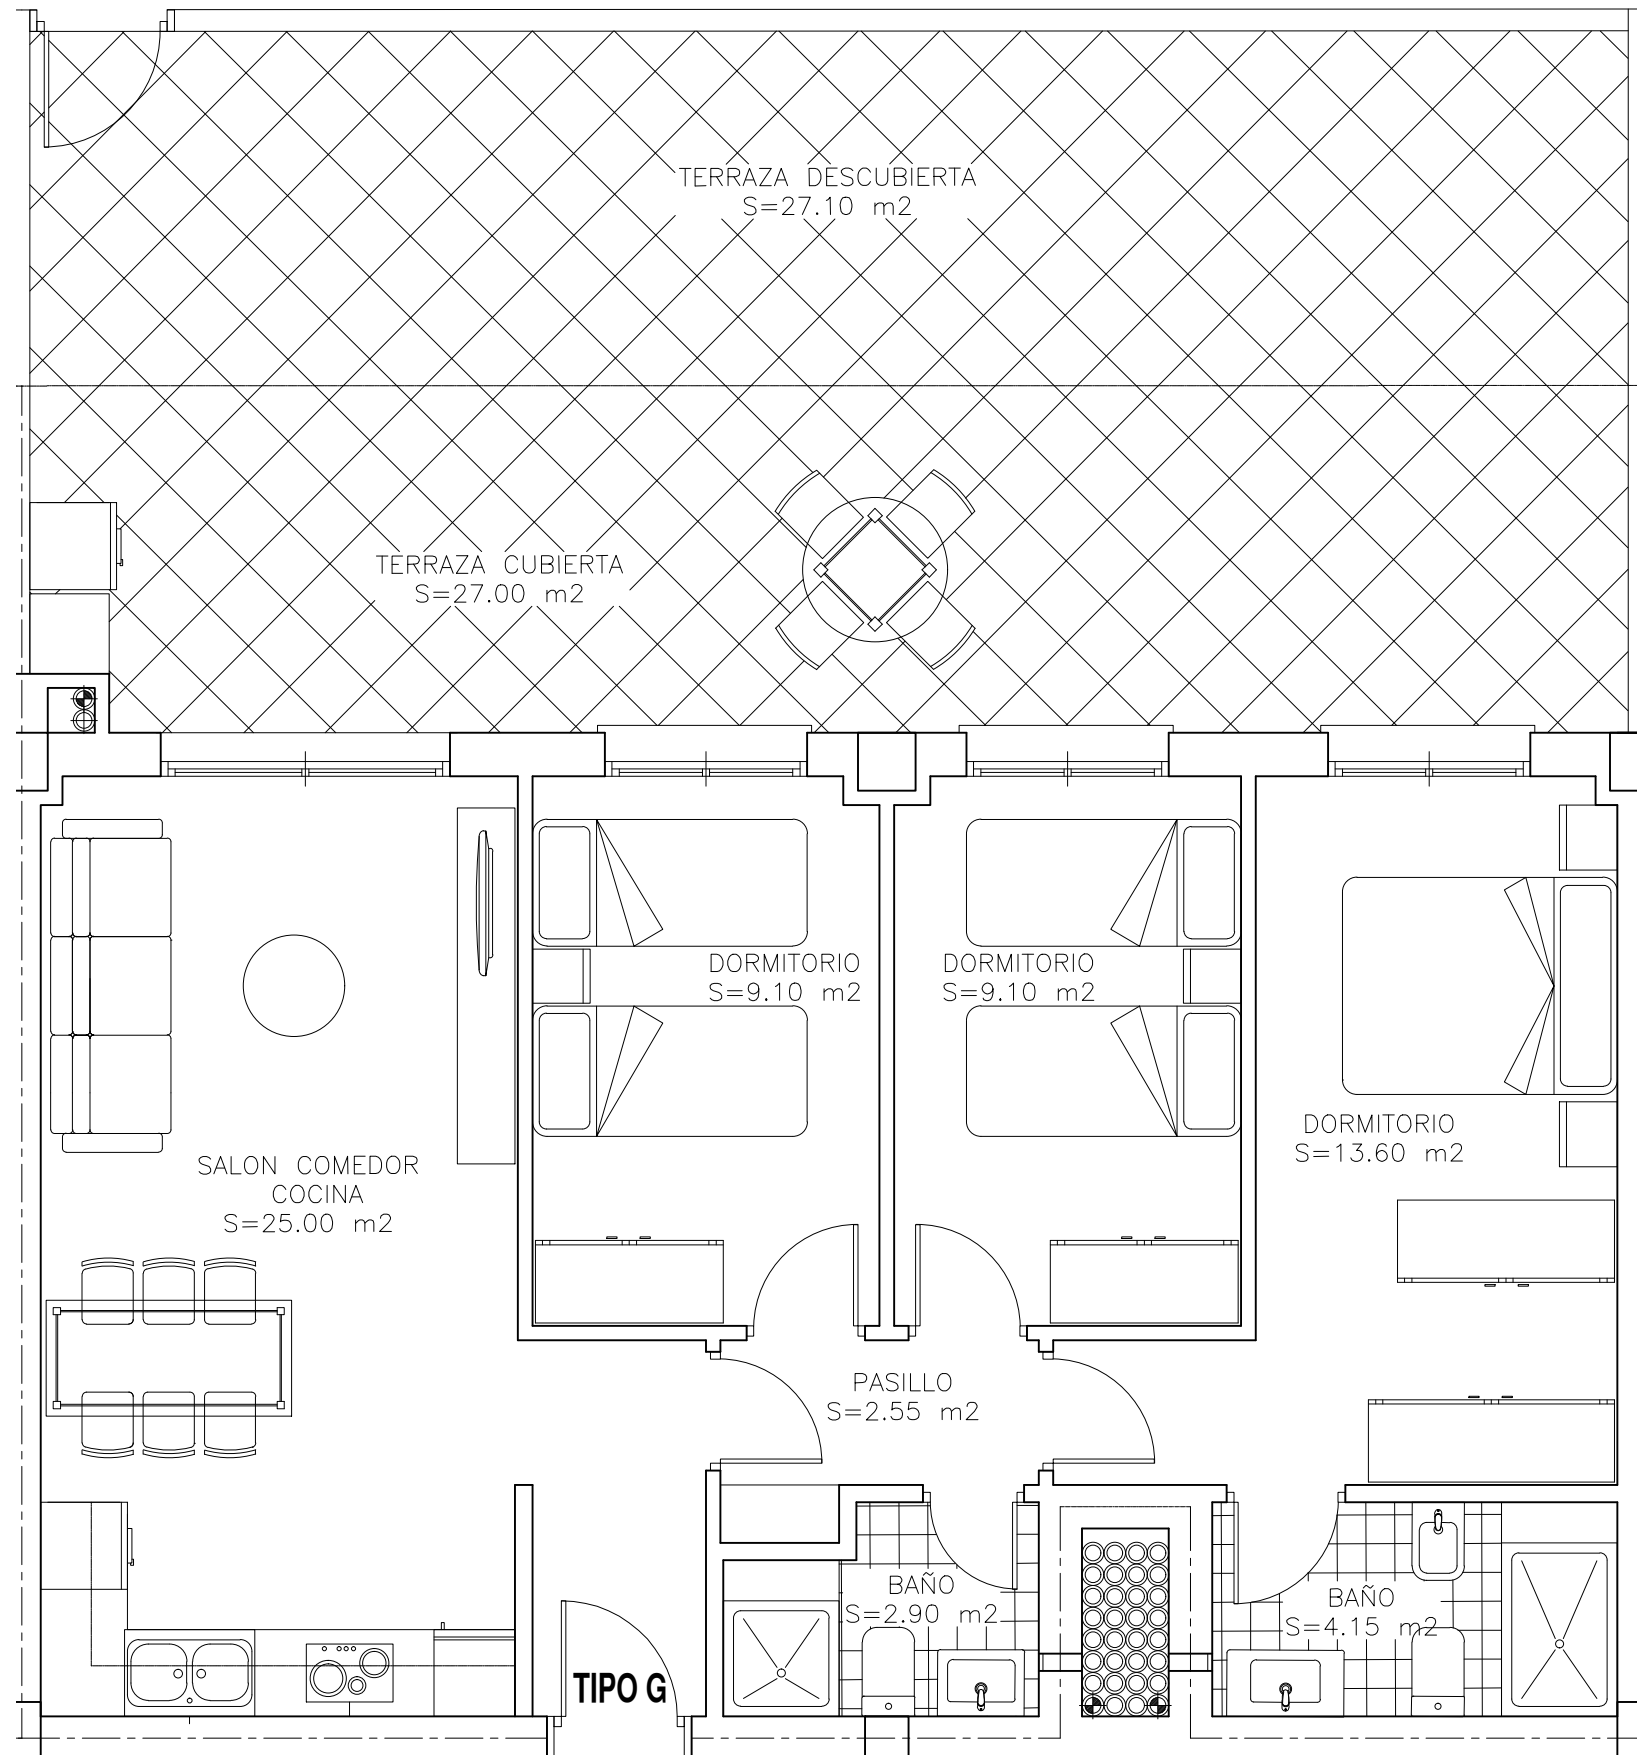 TERRAZA DESCUBIERTA
S=27.10 m2
TERRAZA CUBIERTA
S=27.00 m2
DORMITORIO
S=9.10 m2
DORMITORIO
S=9.10 m2
DORMITORIO
S=13.60 m2
SALON COMEDOR
COCINA
S=25.00 m2
PASILLO
S=2.55 m2
BAÑO
S=2.90 m2
BAÑO
S=4.15 m2
TIPO G